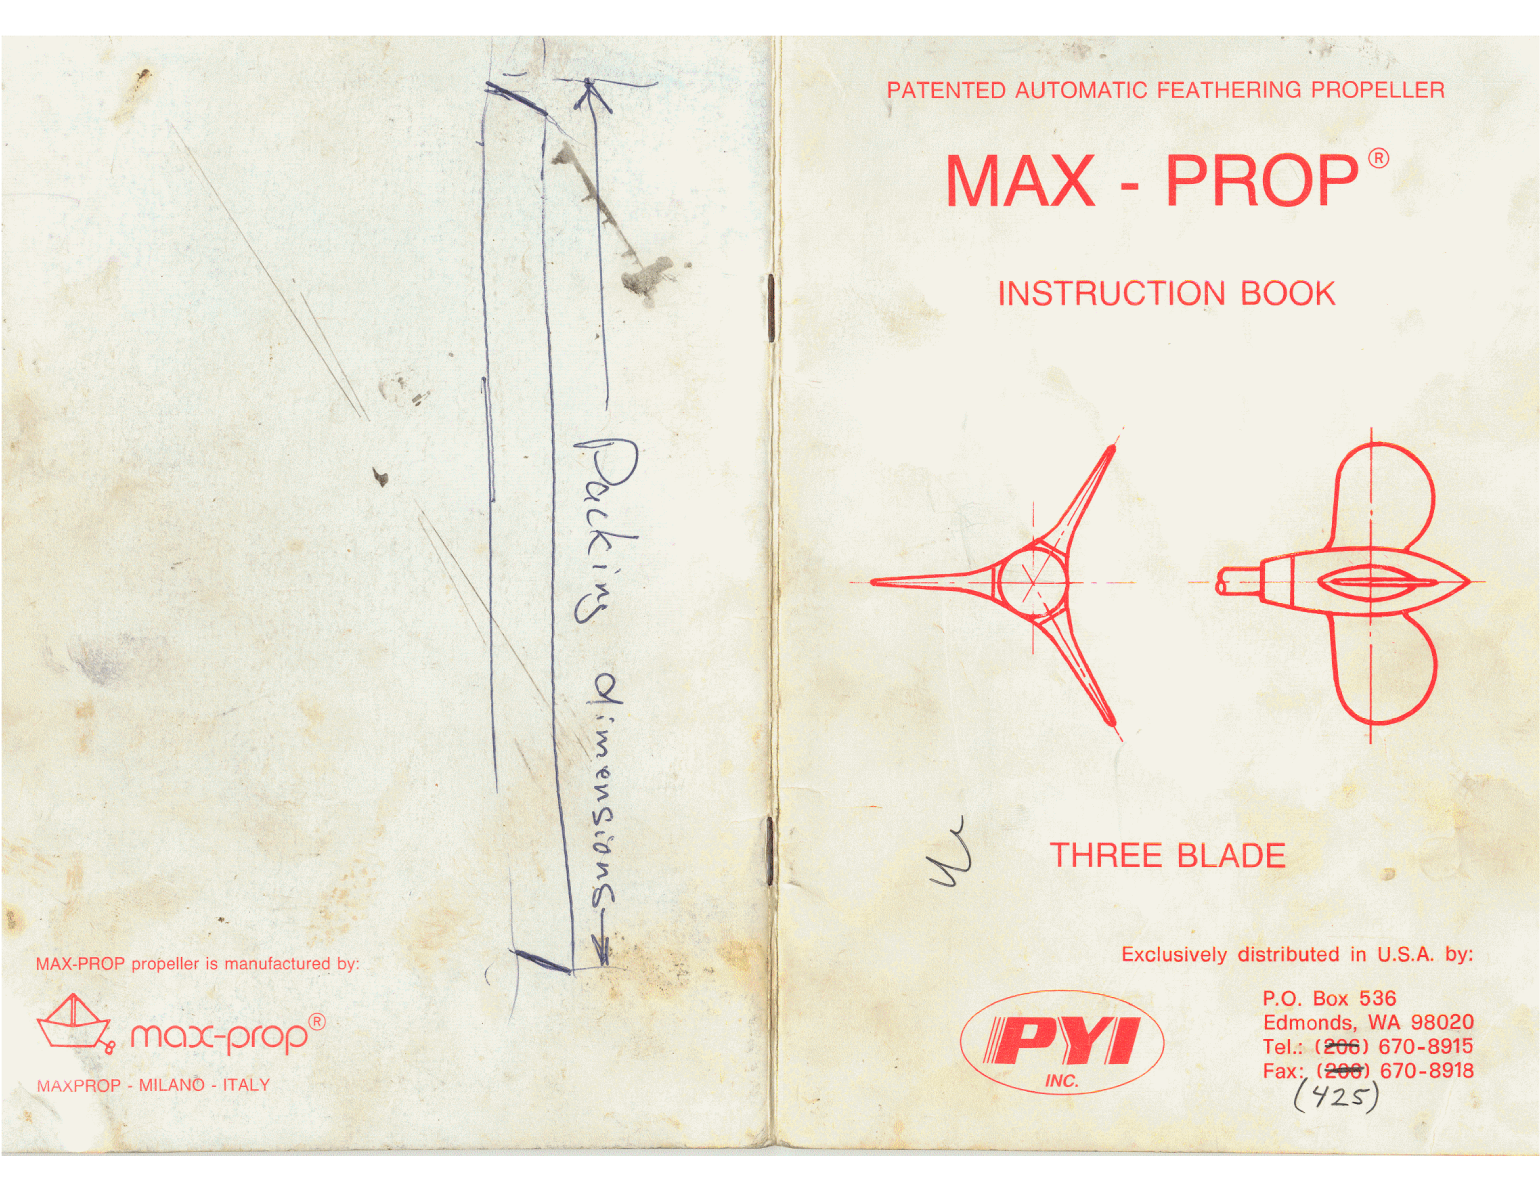 Packing dimensions
MAX-PROP propeller is manufactured by:
max-prop®
MAXPROP - MILANO - ITALY
PATENTED AUTOMATIC FEATHERING PROPELLER
MAX - PROP®
INSTRUCTION BOOK
THREE BLADE
Exclusively distributed in U.S.A. by:
PYI
INC.
P.O. Box 536
Edmonds, WA 98020
Tel.: (206) 670-8915
Fax: (206) 670-8918
(425)